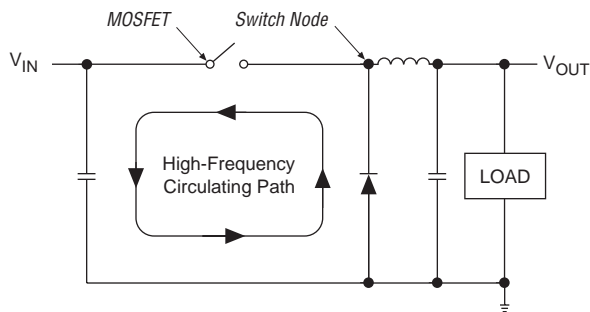 MOSFET
Switch Node
V_IN
V_OUT
High-Frequency
Circulating Path
LOAD